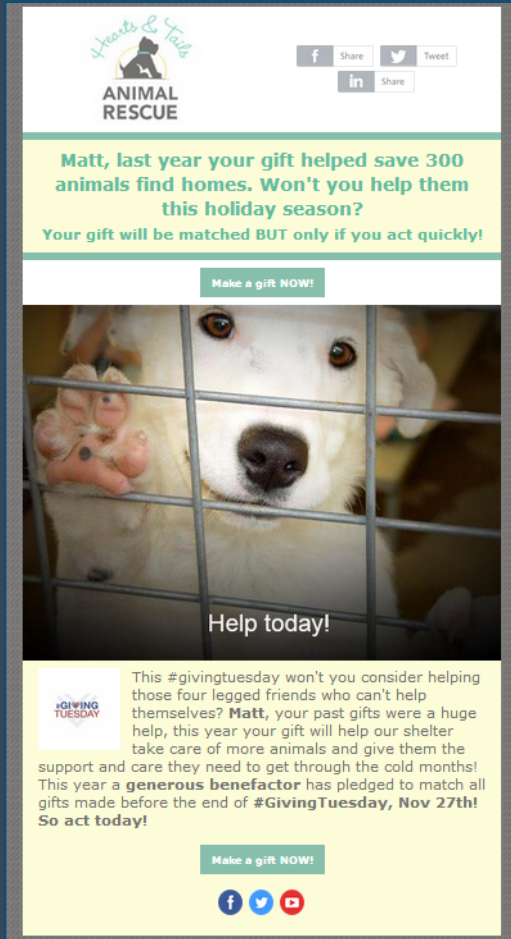 Hearts & Tails
ANIMAL
RESCUE
f Share
Tweet
in Share
Matt, last year your gift helped save 300
animals find homes. Won't you help them
this holiday season?
Your gift will be matched BUT only if you act quickly!
Make a gift NOW!
Help today!
#GIVING
TUESDAY
This #givingtuesday won't you consider helping
those four legged friends who can't help
themselves? Matt, your past gifts were a huge
help, this year your gift will help our shelter
take care of more animals and give them the
support and care they need to get through the cold months!
This year a generous benefactor has pledged to match all
gifts made before the end of #GivingTuesday, Nov 27th!
So act today!
Make a gift NOW!
f